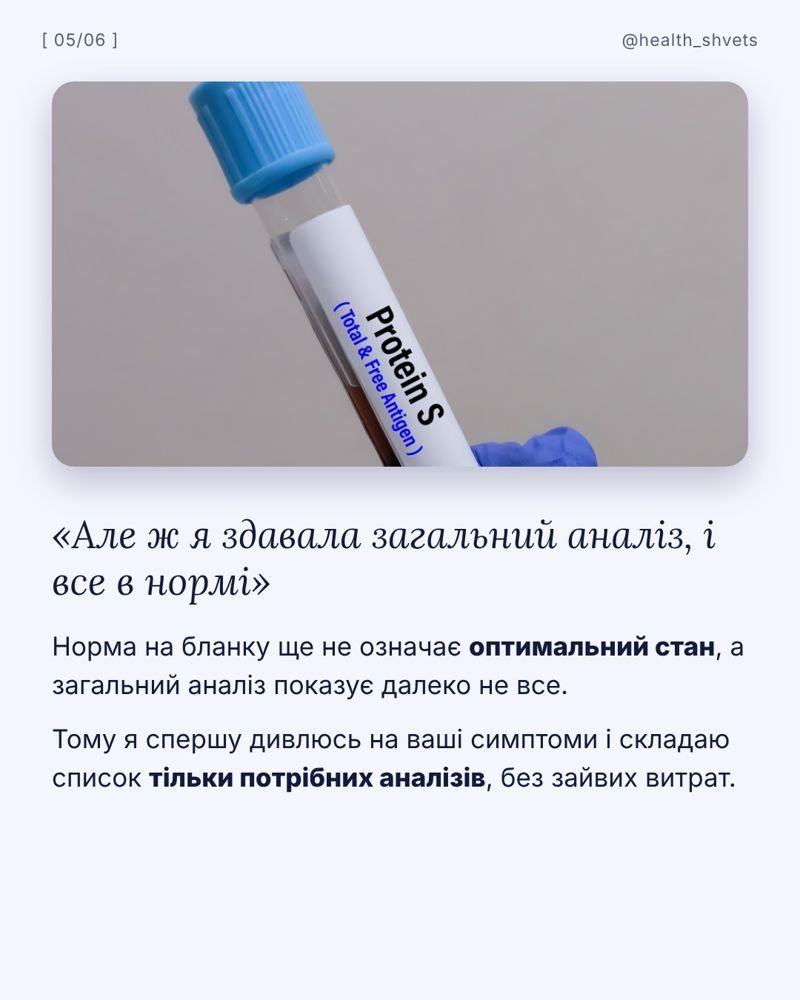 [ 05/06 ]
@health_shvets
Protein S
( Total & Free Antigen )
«Але ж я здавала загальний аналіз, і
все в нормі»
Норма на бланку ще не означає оптимальний стан, а
загальний аналіз показує далеко не все.
Тому я спершу дивлюсь на ваші симптоми і складаю
список тільки потрібних аналізів, без зайвих витрат.